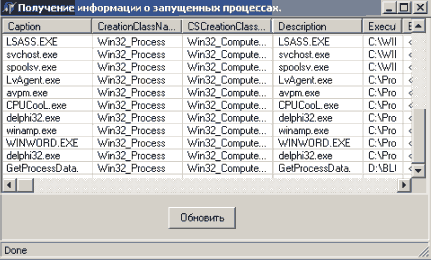 Получение информации о запущенных процессах.
Caption CreationClassNa... CSCreationClass... Description Execu
LSASS.EXE Win32_Process Win32_Compute... LSASS.EXE C:\WII
svchost.exe Win32_Process Win32_Compute... svchost.exe C:\WII
spoolsv.exe Win32_Process Win32_Compute... spoolsv.exe C:\WII
LvAgent.exe Win32_Process Win32_Compute... LvAgent.exe C:\Pro
avpm.exe Win32_Process Win32_Compute... avpm.exe C:\Pro
CPUCooL.exe Win32_Process Win32_Compute... CPUCooL.exe C:\Pro
delphi32.exe Win32_Process Win32_Compute... delphi32.exe C:\Pro
winamp.exe Win32_Process Win32_Compute... winamp.exe C:\Pro
WINWORD.EXE Win32_Process Win32_Compute... WINWORD.EXE C:\Pro
delphi32.exe Win32_Process Win32_Compute... delphi32.exe C:\Pro
GetProcessData. Win32_Process Win32_Compute... GetProcessData. D:\BLI
Обновить
Done